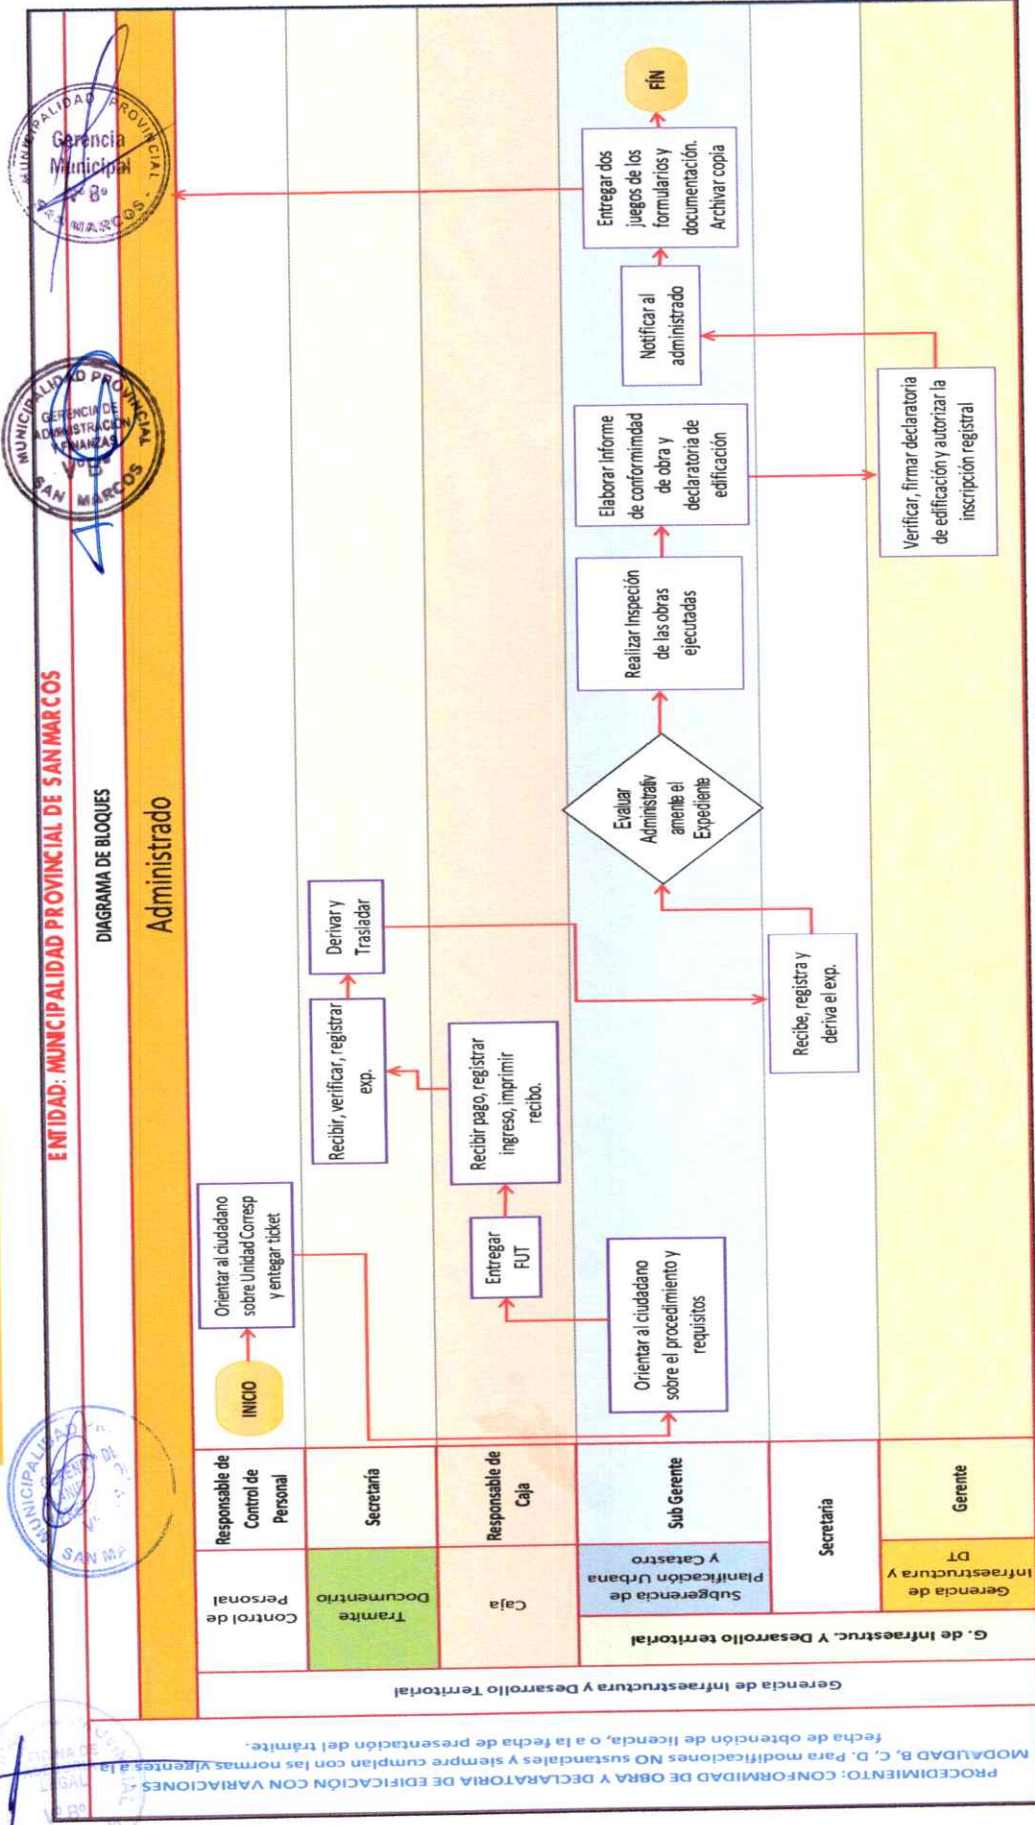 ENTIDAD: MUNICIPALIDAD PROVINCIAL DE SAN MARCOS
DIAGRAMA DE BLOQUES
Administrado
PROCEDIMIENTO: CONFORMIDAD DE OBRA Y DECLARATORIA DE EDIFICACIÓN CON VARIACIONES -
MODALIDAD B, C, D. Para modificaciones NO sustanciales y siempre cumplan con las normas vigentes a la
fecha de obtención de licencia, o a la fecha de presentación del trámite.
Gerencia de Infraestructura y Desarrollo Territorial
Control de
Personal
Responsable de
Control de
Personal
INICIO
Orientar al ciudadano
sobre Unidad Corresp
y entegar ticket
Tramite
Documentrio
Secretaría
Recibir, verificar, registrar
exp.
Derivar y
Trasladar
Caja
Responsable de
Caja
Entregar
FUT
Recibir pago, registrar
ingreso, imprimir
recibo.
G. de Infraestruc. Y Desarrollo territorial
Subgerencia de
Planificación Urbana
Y Catastro
Sub Gerente
Orientar al ciudadano
sobre el procedimiento y
requisitos
Evaluar
Administrativ
amente el
Expediente
Realizar Inspeción
de las obras
ejecutadas
Elaborar Informe
de conformimdad
de obra y
declaratoria de
edificación
Notificar al
administrado
Entregar dos
juegos de los
formularios y
documentación.
Archivar copia
FÍN
Secretaria
Recibe, registra y
deriva el exp.
Gerencia de
Infraestructura y
DT
Gerente
Verificar, firmar declaratoria
de edificación y autorizar la
inscripción registral
MUNICIPALIDAD PROVINCIAL
GERENCIA DE
ADMINISTRACIÓN
Y FINANZAS
V°B°
SAN MARCOS
MUNICIPALIDAD PROVINCIAL
Gerencia
Municipal
V°B°
SAN MARCOS
MUNICIPALIDAD
SAN MA
LEGAL
V°B°